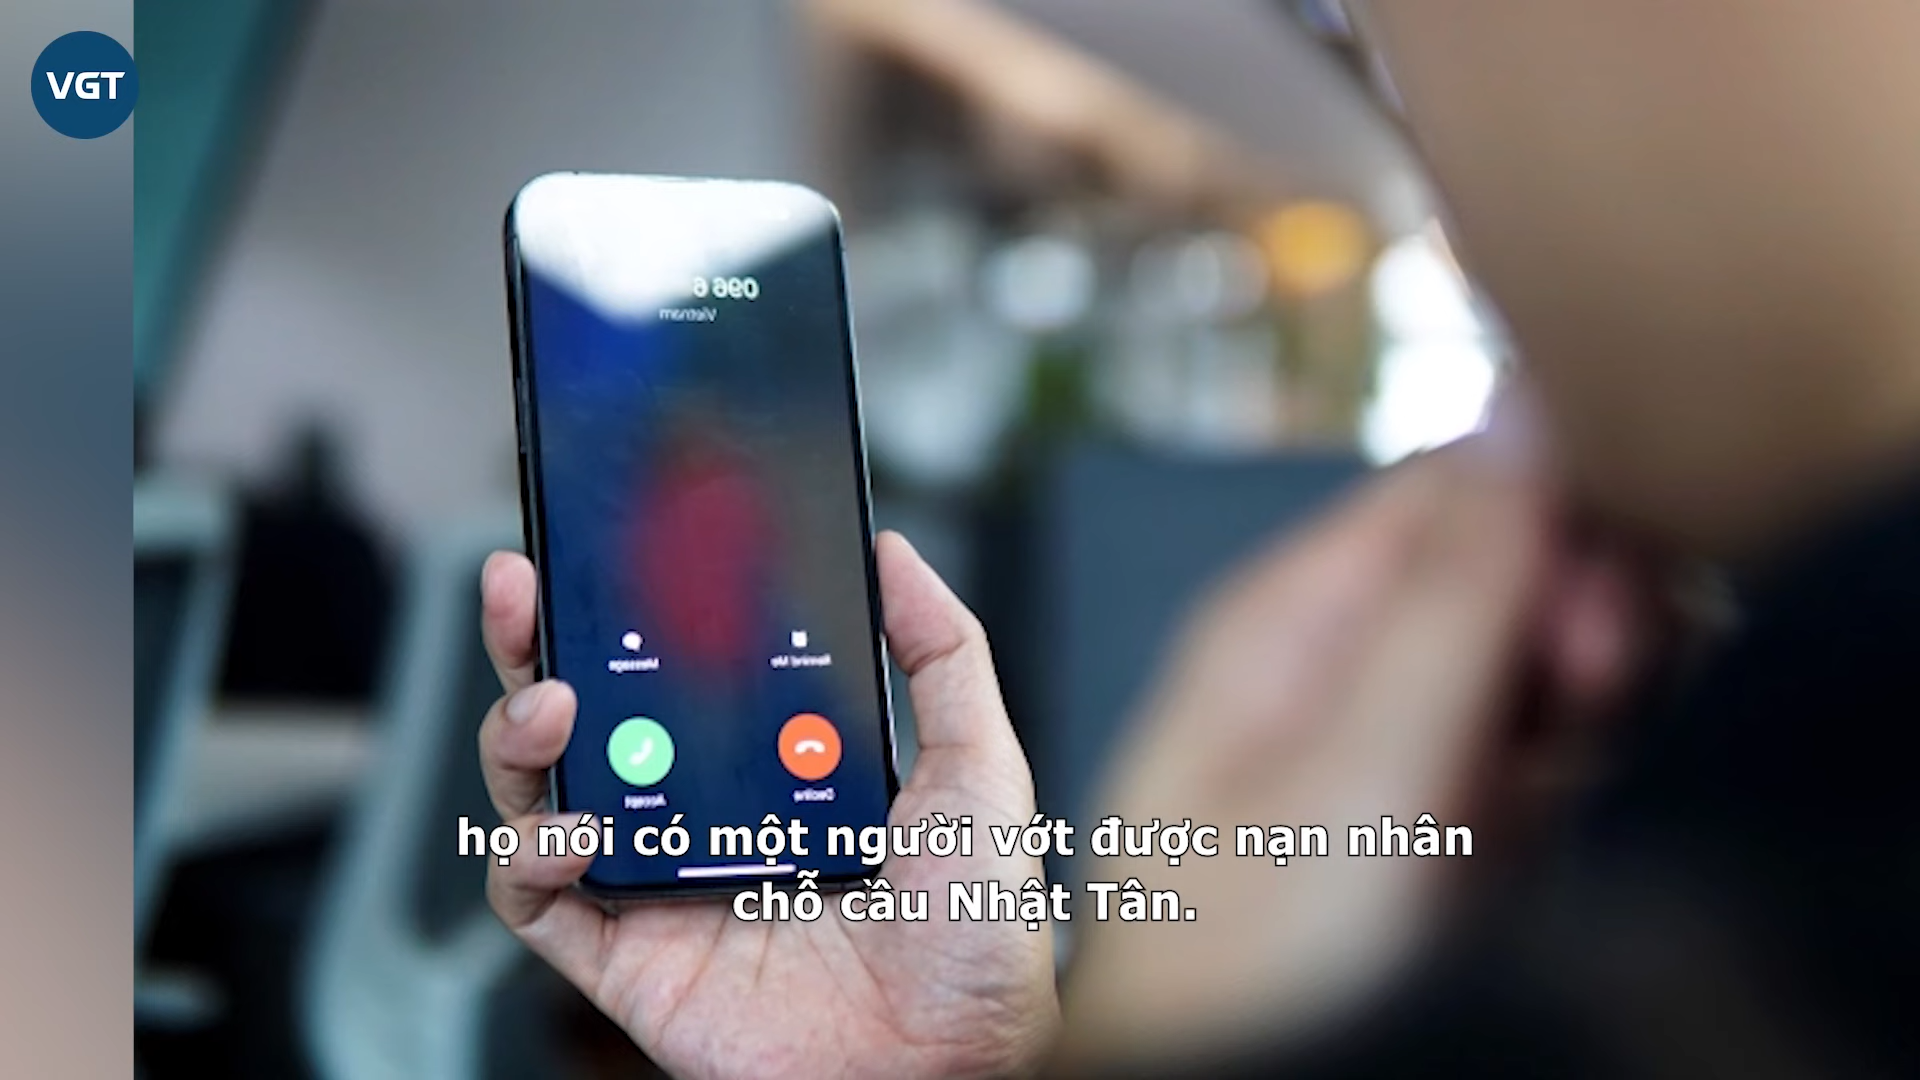 VGT
096 6
Vietnam
Message
Remind Me
Accept
Decline
họ nói có một người vớt được nạn nhân
chỗ cầu Nhật Tân.